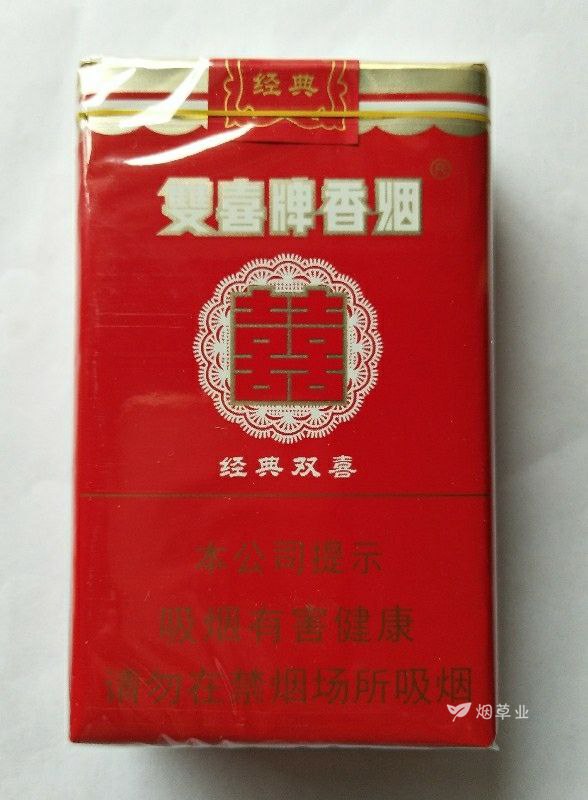 经典
雙喜牌香烟®
囍
经典双喜
本公司提示
吸烟有害健康
请勿在禁烟场所吸烟
烟草业